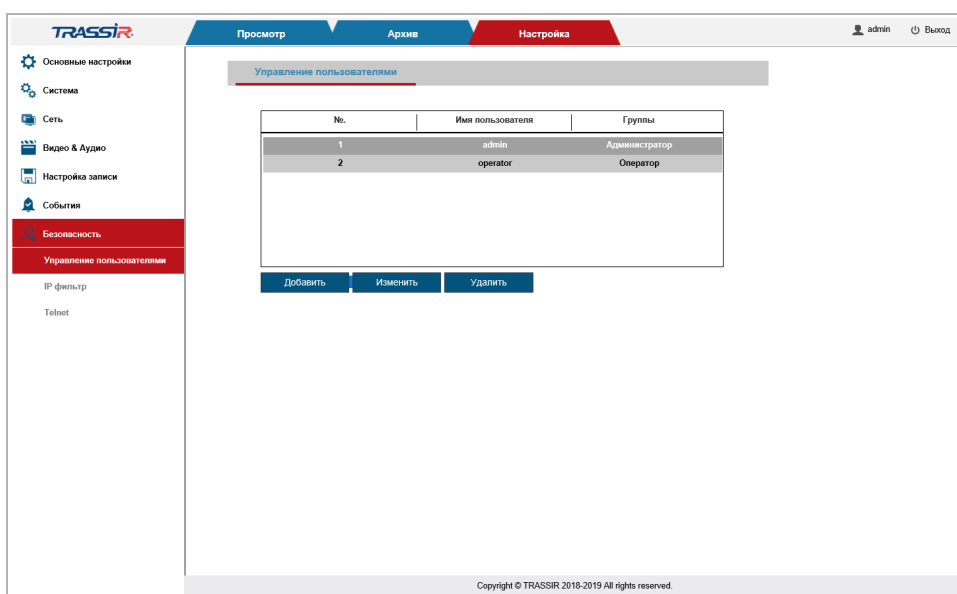 TRASSIR
Просмотр
Архив
Настройка
admin
Выход
Основные настройки
Система
Сеть
Видео & Аудио
Настройка записи
События
Безопасность
Управление пользователями
IP фильтр
Telnet
Управление пользователями
№. Имя пользователя Группы
1 admin Администратор
2 operator Оператор
Добавить Изменить Удалить
Copyright © TRASSIR 2018-2019 All rights reserved.